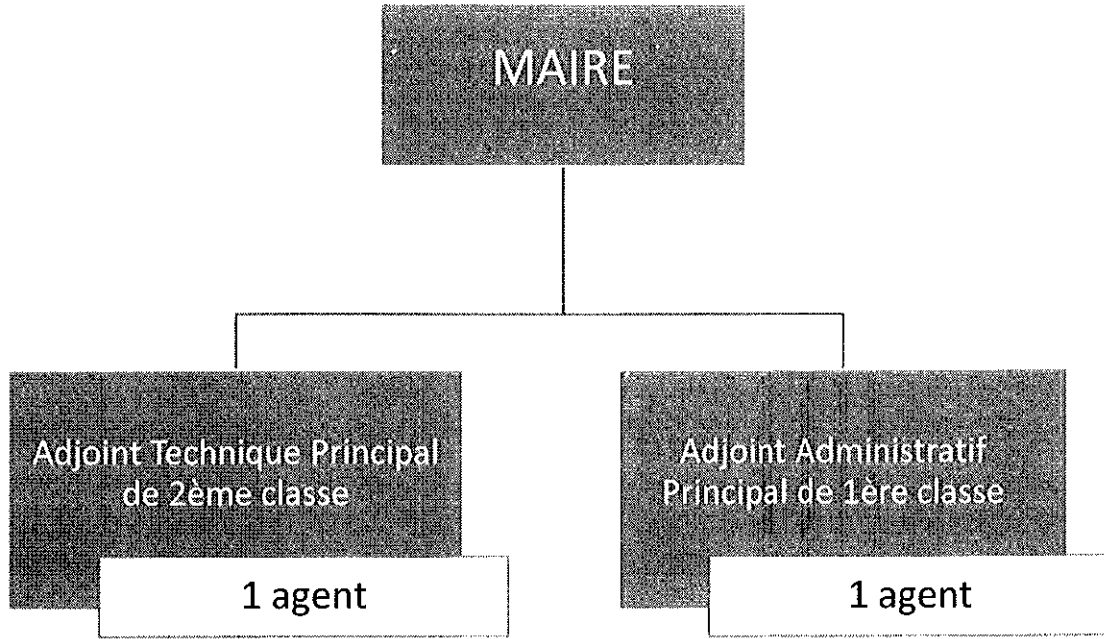 MAIRE
Adjoint Technique Principal
de 2ème classe
1 agent
Adjoint Administratif
Principal de 1ère classe
1 agent